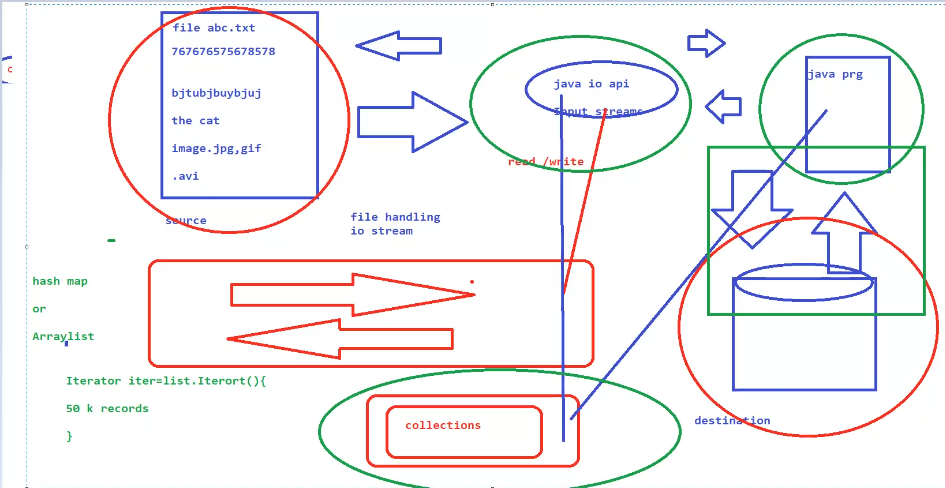 file abc.txt
767676575678578
bjtubjbuybjuj
the cat
image.jpg,gif
.avi
source
file handling
io stream
java io api
Input streams
read /write
java prg
hash map
or
Arraylist
Iterator iter=list.Iterort(){
50 k records
}
collections
destination